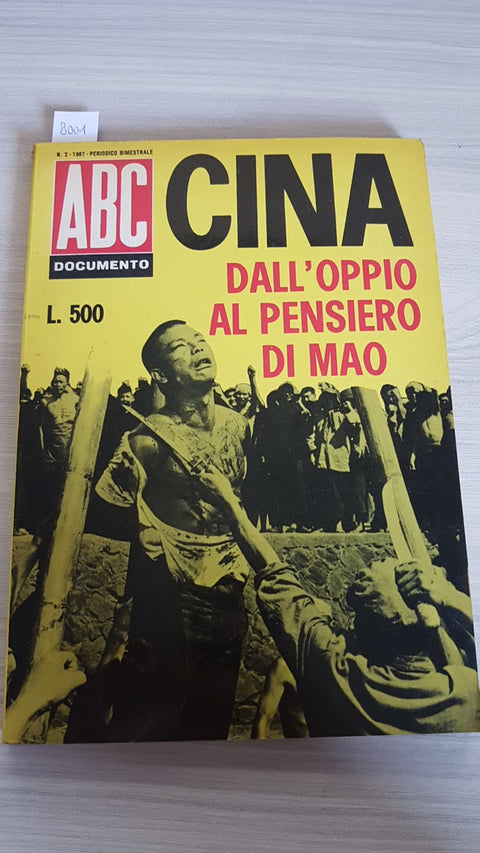 B001
N. 2 - 1967 - PERIODICO BIMESTRALE
ABC
DOCUMENTO
CINA
DALL'OPPIO
AL PENSIERO
DI MAO
L. 500